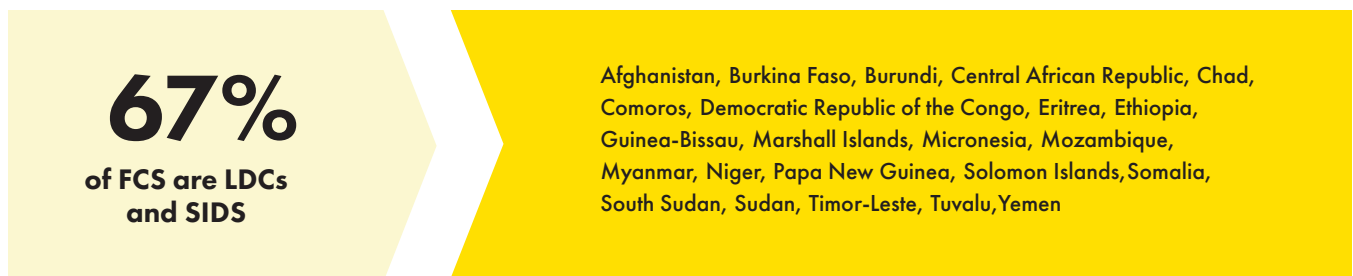 67%
of FCS are LDCs
and SIDS
Afghanistan, Burkina Faso, Burundi, Central African Republic, Chad,
Comoros, Democratic Republic of the Congo, Eritrea, Ethiopia,
Guinea-Bissau, Marshall Islands, Micronesia, Mozambique,
Myanmar, Niger, Papua New Guinea, Solomon Islands,Somalia,
South Sudan, Sudan, Timor-Leste, Tuvalu,Yemen